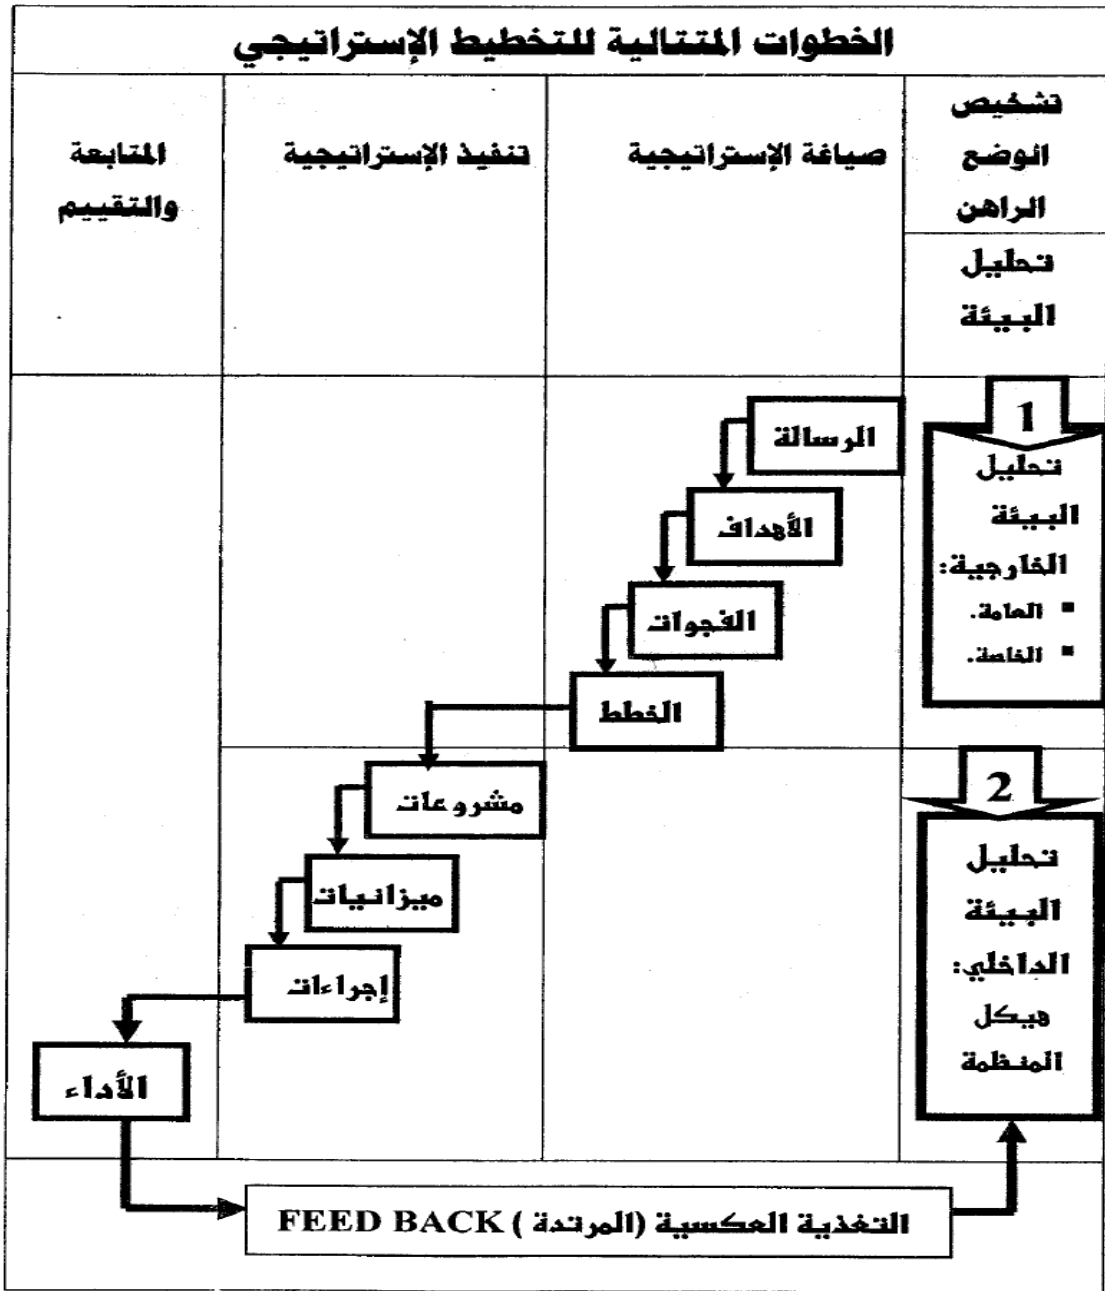 الخطوات المتتالية للتخطيط الإستراتيجي
تشخيص
الوضع
الراهن
تحليل
البيئة
صياغة الإستراتيجية
تنفيذ الإستراتيجية
المتابعة
والتقييم
1
تحليل
البيئة
الخارجية:
▪ العامة.
▪ الخاصة.
2
تحليل
البيئة
الداخلي:
هيكل
المنظمة
الرسالة
الأهداف
الفجوات
الخطط
مشروعات
ميزانيات
إجراءات
الأداء
التغذية العكسية (المرتدة ) FEED BACK